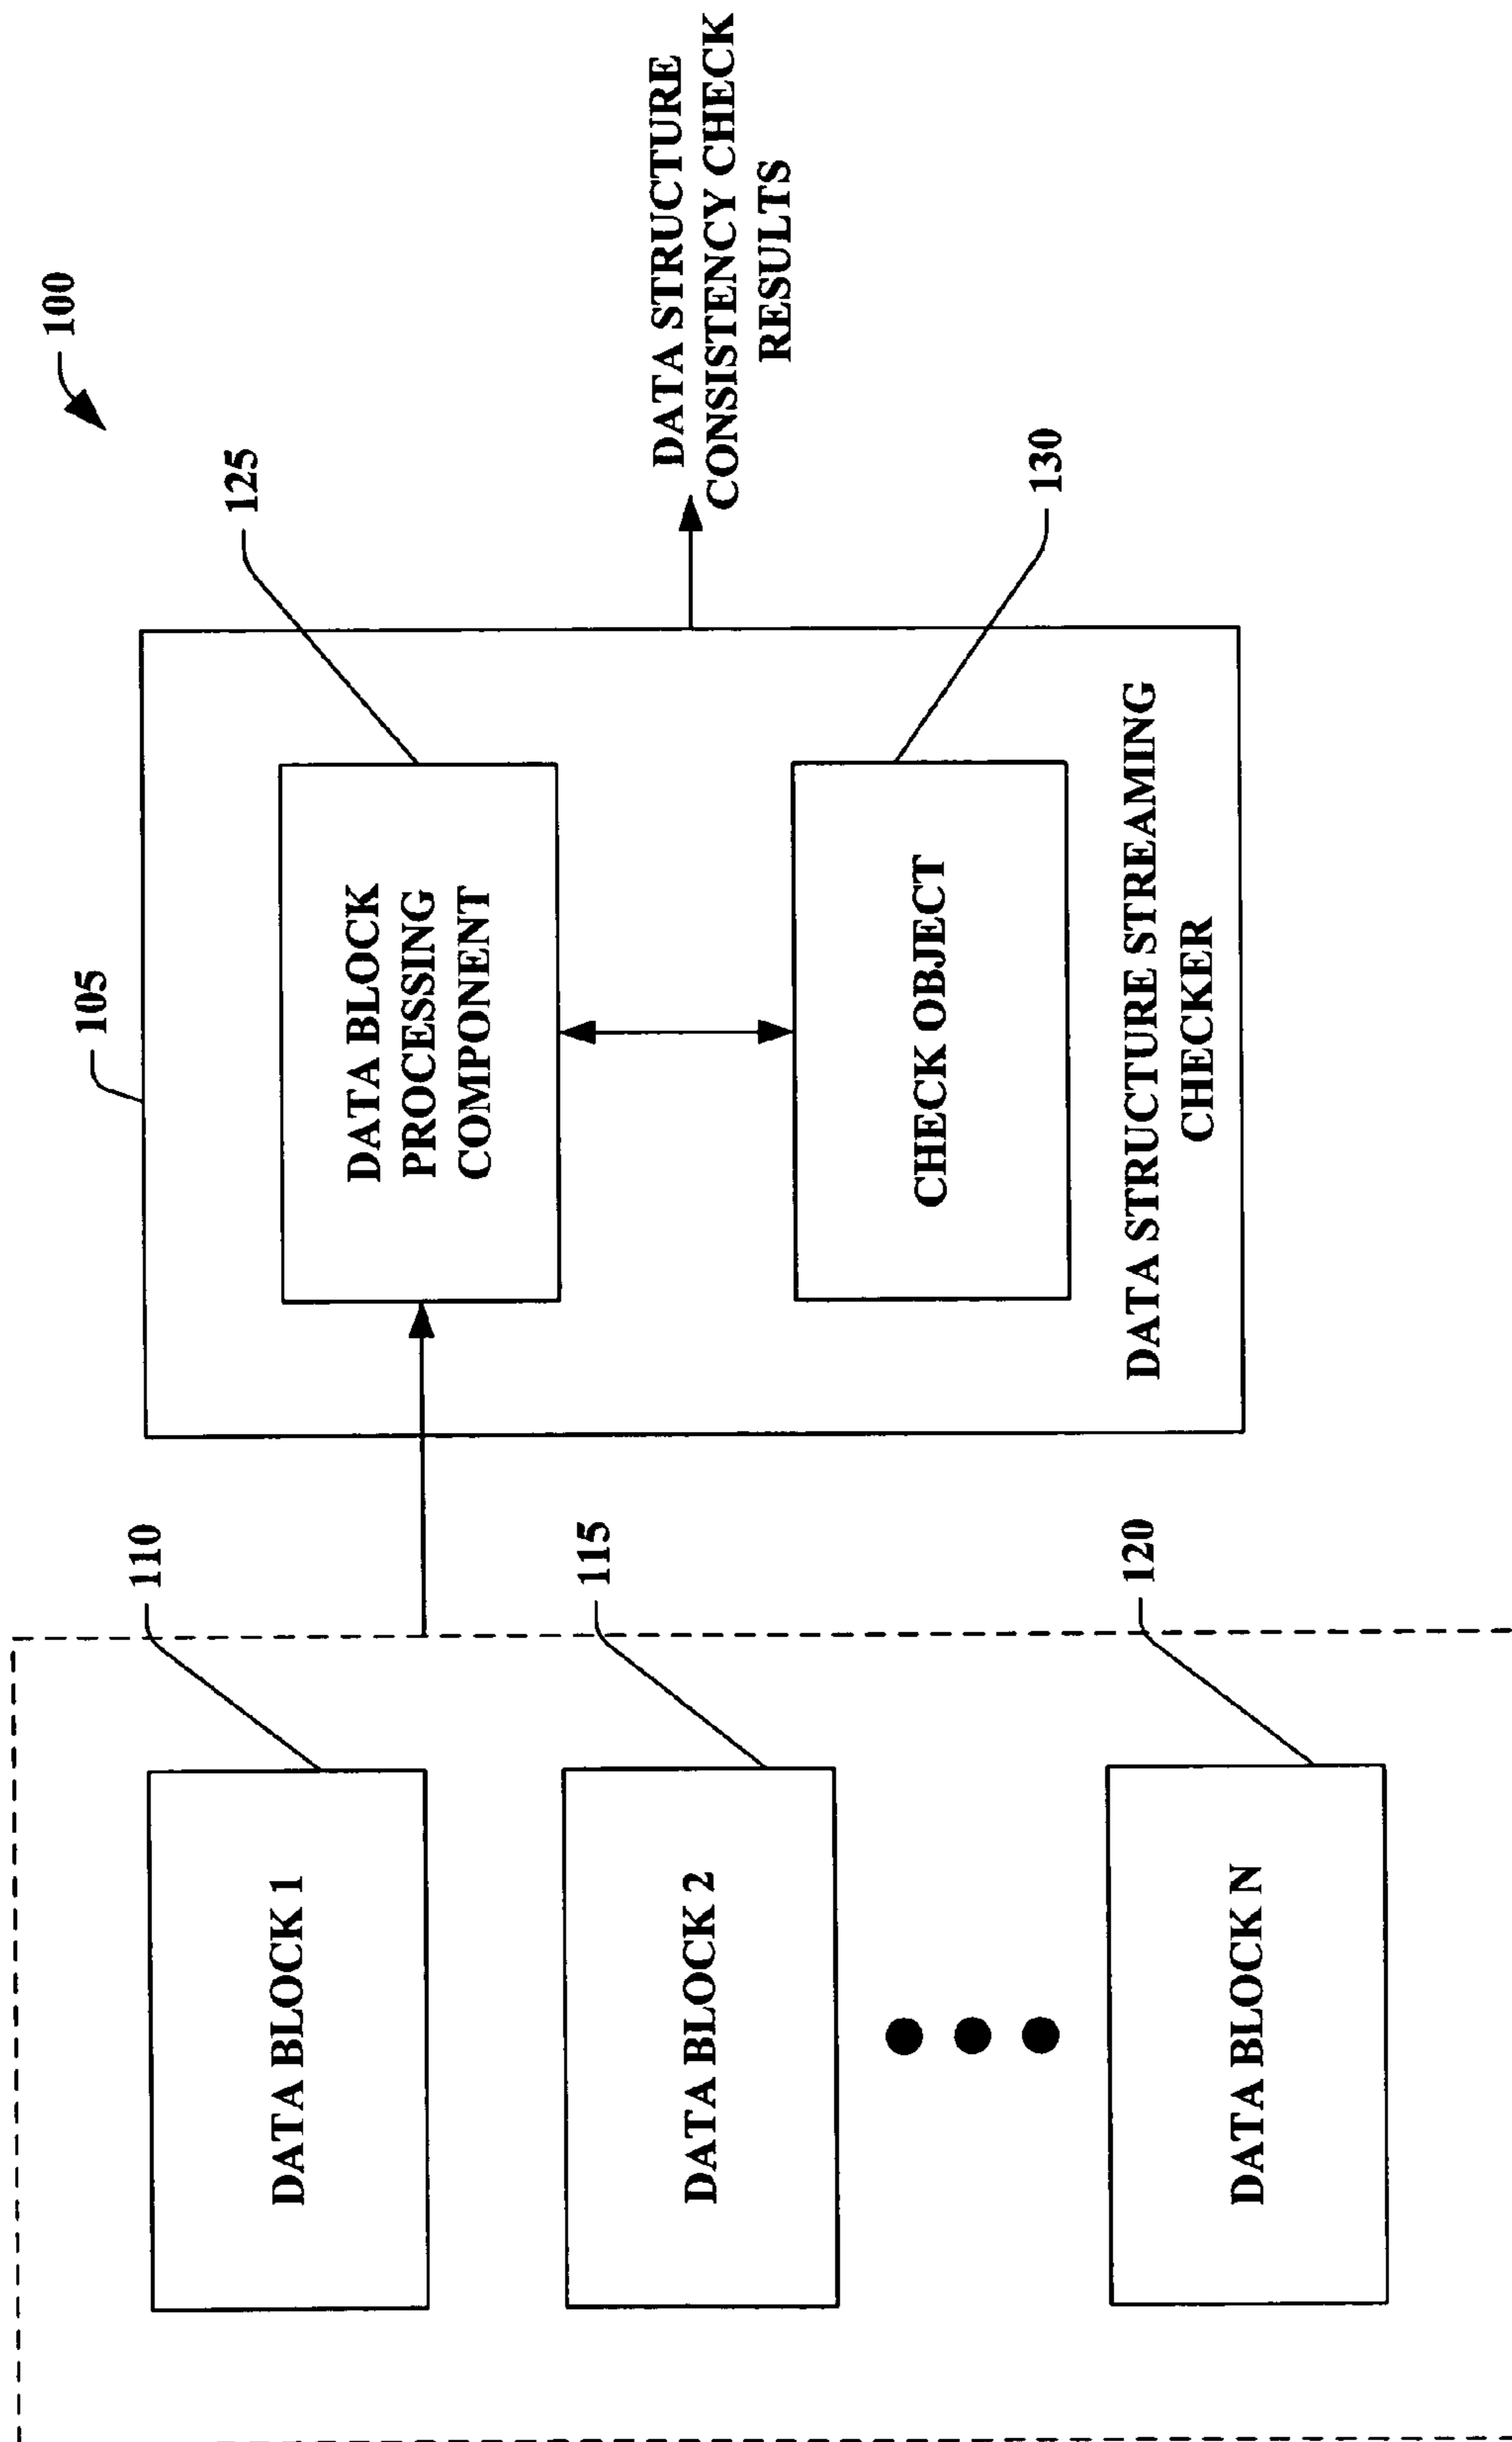 100
105
110
DATA BLOCK 1
115
DATA BLOCK 2
120
DATA BLOCK N
125
DATA BLOCK
PROCESSING
COMPONENT
130
CHECK OBJECT
DATA STRUCTURE STREAMING
CHECKER
DATA STRUCTURE
CONSISTENCY CHECK
RESULTS